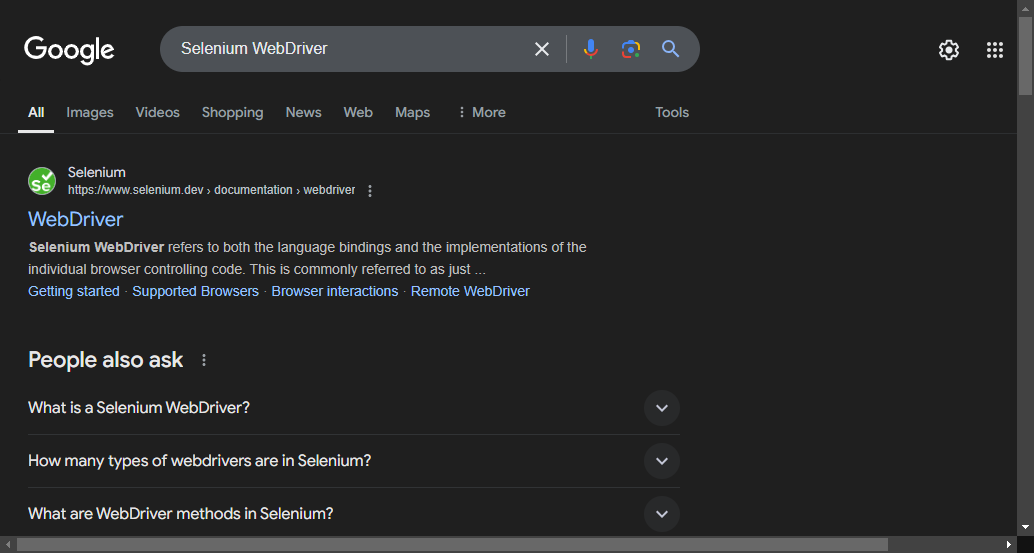 Google
Selenium WebDriver
All Images Videos Shopping News Web Maps More Tools
Se
Selenium
https://www.selenium.dev › documentation › webdriver
WebDriver
Selenium WebDriver refers to both the language bindings and the implementations of the
individual browser controlling code. This is commonly referred to as just ...
Getting started · Supported Browsers · Browser interactions · Remote WebDriver
People also ask
What is a Selenium WebDriver?
How many types of webdrivers are in Selenium?
What are WebDriver methods in Selenium?